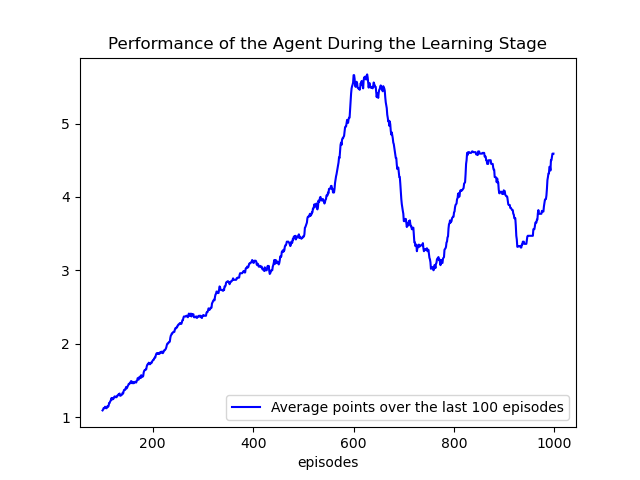 Performance of the Agent During the Learning Stage
5
4
3
2
1
Average points over the last 100 episodes
200 400 600 800 1000
episodes